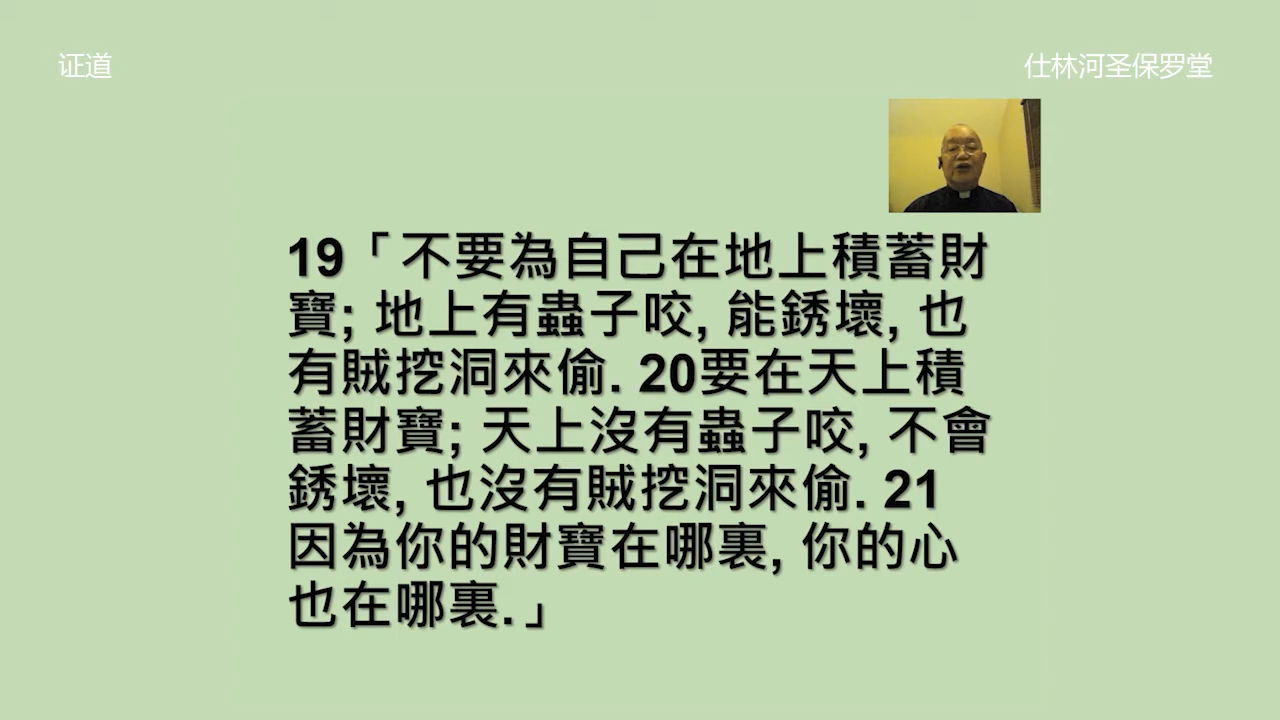 证道
仕林河圣保罗堂
19「不要為自己在地上積蓄財
寶; 地上有蟲子咬, 能銹壞, 也
有賊挖洞來偷. 20要在天上積
蓄財寶; 天上沒有蟲子咬, 不會
銹壞, 也沒有賊挖洞來偷. 21
因為你的財寶在哪裏, 你的心
也在哪裏.」